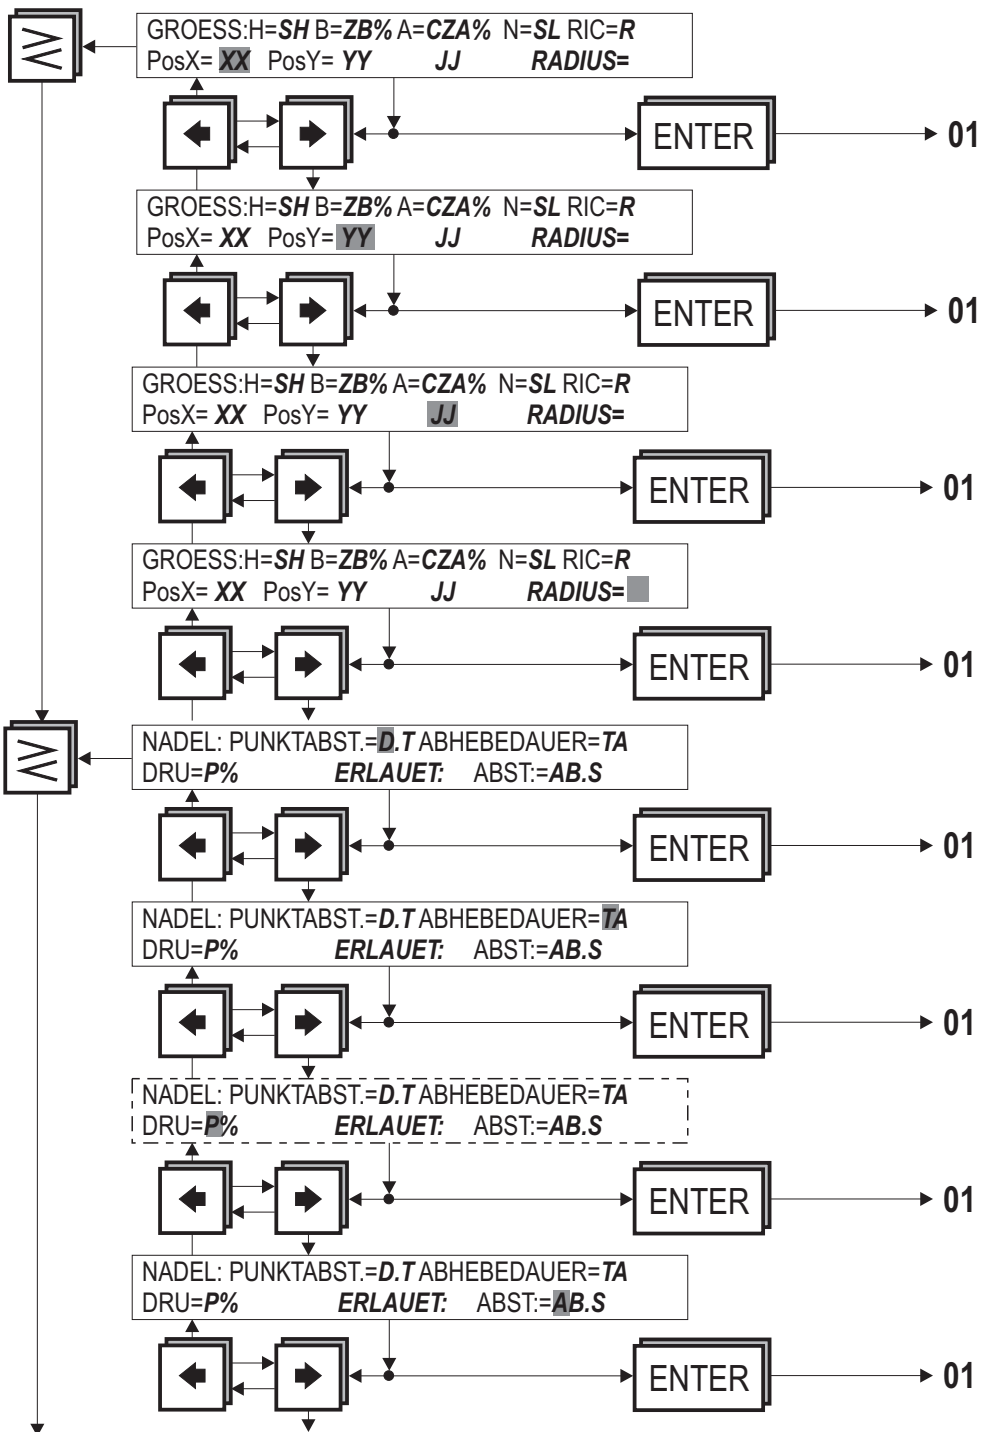 GROESS:H=SH B=ZB% A=CZA% N=SL RIC=R
PosX= XX PosY= YY JJ RADIUS=
ENTER 01
GROESS:H=SH B=ZB% A=CZA% N=SL RIC=R
PosX= XX PosY= YY JJ RADIUS=
ENTER 01
GROESS:H=SH B=ZB% A=CZA% N=SL RIC=R
PosX= XX PosY= YY JJ RADIUS=
ENTER 01
GROESS:H=SH B=ZB% A=CZA% N=SL RIC=R
PosX= XX PosY= YY JJ RADIUS=
ENTER 01
NADEL: PUNKTABST.=D.T ABHEBEDAUER=TA
DRU=P% ERLAUET: ABST:=AB.S
ENTER 01
NADEL: PUNKTABST.=D.T ABHEBEDAUER=TA
DRU=P% ERLAUET: ABST:=AB.S
ENTER 01
NADEL: PUNKTABST.=D.T ABHEBEDAUER=TA
DRU=P% ERLAUET: ABST:=AB.S
ENTER 01
NADEL: PUNKTABST.=D.T ABHEBEDAUER=TA
DRU=P% ERLAUET: ABST:=AB.S
ENTER 01